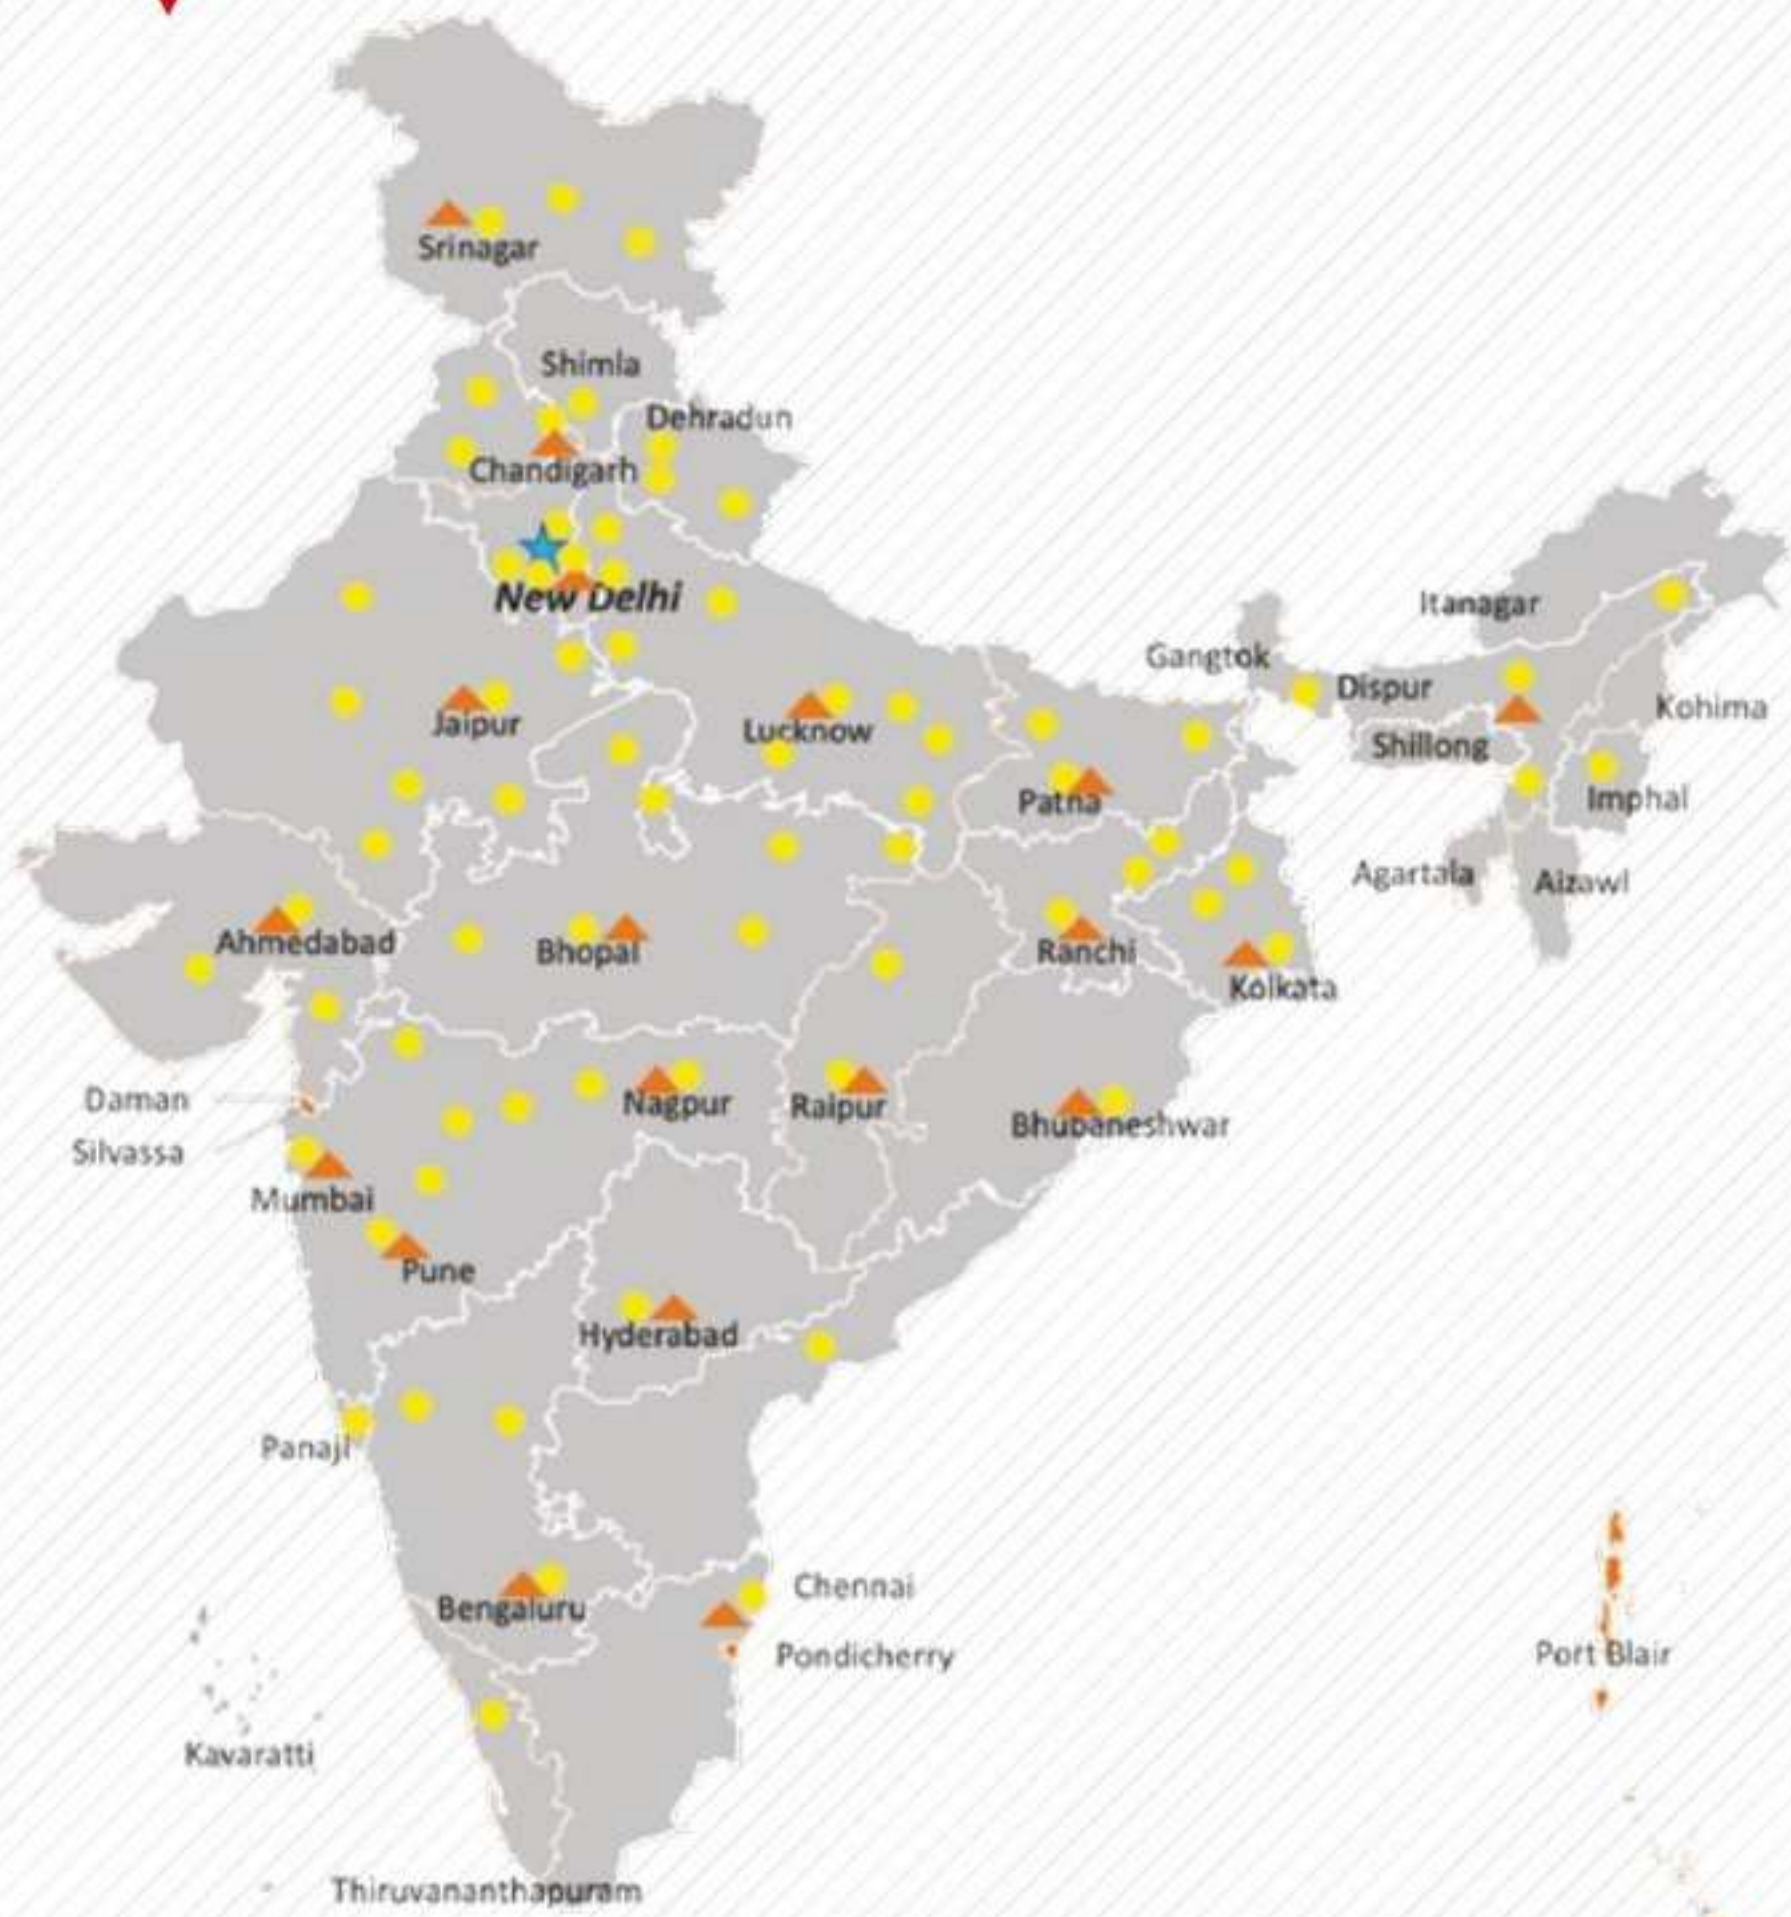 Srinagar
Shimla
Dehradun
Chandigarh
New Delhi
Itanagar
Gangtok
Dispur
Kohima
Jaipur
Lucknow
Shillong
Patna
Imphal
Agartala
Aizawl
Ahmedabad
Bhopal
Ranchi
Kolkata
Daman
Nagpur
Raipur
Bhubaneshwar
Silvassa
Mumbai
Pune
Hyderabad
Panaji
Chennai
Bengaluru
Pondicherry
Port Blair
Kavaratti
Thiruvananthapuram